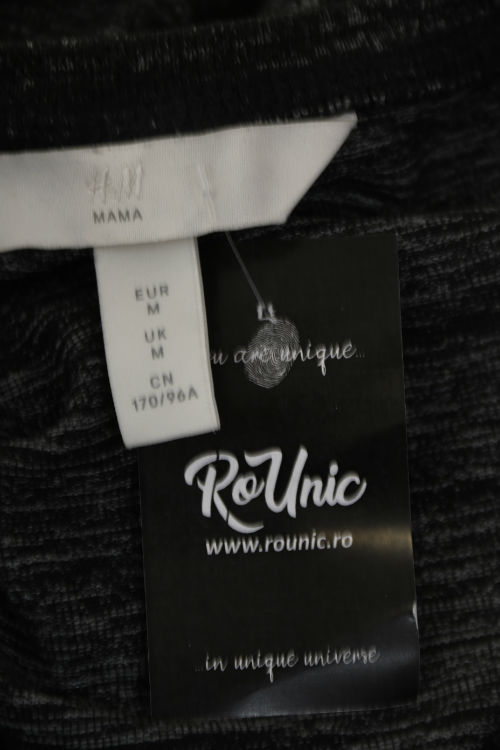 H&M
MAMA
EUR
M
UK
M
CN
170/96A
u are unique...
RoUnic
www.rounic.ro
...in unique universe